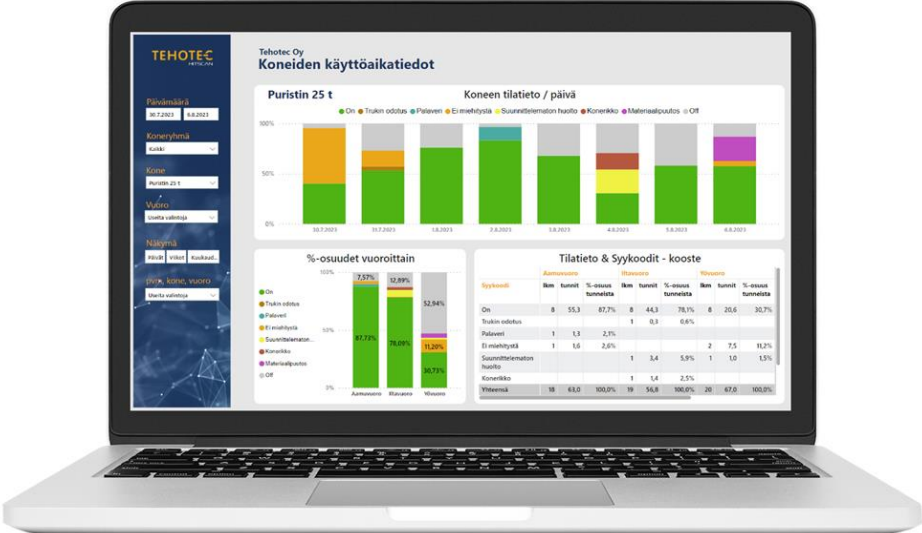 TEHOTEC
HITSCAN
Tehotec Oy
Koneiden käyttöaikatiedot
Päivämäärä
30.7.2023 6.8.2023
Koneryhmä
Kaikki
Kone
Puristin 25 t
Vuoro
Useita valintoja
Näkymä
Päivät Viikot Kuukaud...
pvm, kone, vuoro
Useita valintoja
Puristin 25 t
Koneen tilatieto / päivä
On Trukin odotus Palaveri Ei miehitystä Suunnittelematon huolto Konerikko Materiaalipuutos Off
100%
50%
0%
30.7.2023 31.7.2023 1.8.2023 2.8.2023 3.8.2023 4.8.2023 5.8.2023 6.8.2023
%-osuudet vuoroittain
On
Trukin odotus
Palaveri
Ei miehitystä
Suunnittelematon...
Konerikko
Materiaalipuutos
Off
100%
50%
0%
7,57% 12,69%
52,94%
87,73% 78,09% 11,20%
30,73%
Aamuvuoro Iltavuoro Yövuoro
Tilatieto & Syykoodit - kooste
Aamuvuoro Iltavuoro Yövuoro
Syykoodi lkm tunnit %-osuus tunneista lkm tunnit %-osuus tunneista lkm tunnit %-osuus tunneista
On 8 55,3 87,7% 8 44,3 78,1% 8 20,6 30,7%
Trukin odotus 1 0,3 0,6%
Palaveri 1 1,3 2,1%
Ei miehitystä 1 1,6 2,6% 2 7,5 11,2%
Suunnittelematon huolto 1 3,4 5,9% 1 1,0 1,5%
Konerikko 1 1,4 2,5%
Yhteensä 18 63,0 100,0% 19 56,8 100,0% 20 67,0 100,0%